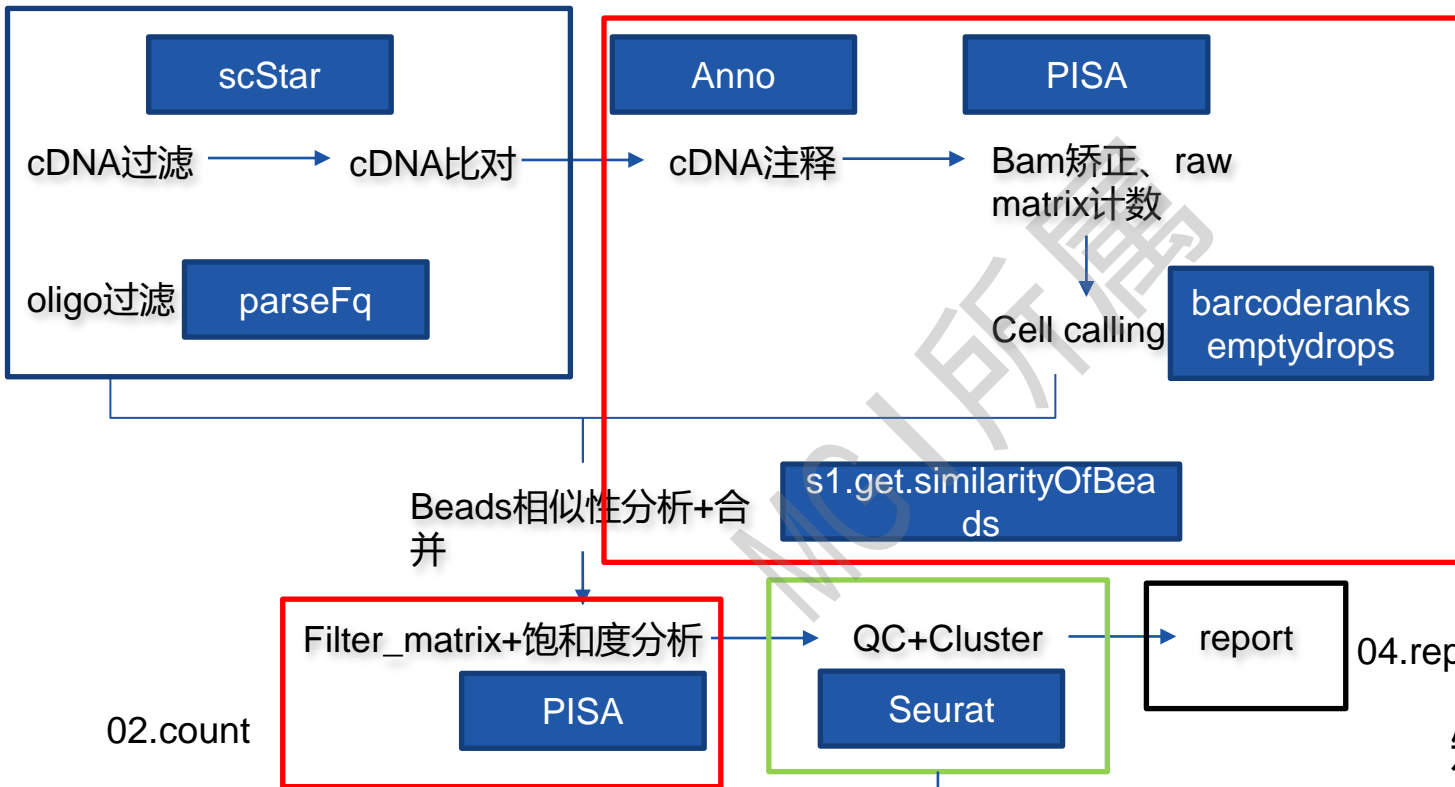 scStar
Anno
PISA
cDNA过滤
cDNA比对
cDNA注释
Bam矫正、raw
matrix计数
oligo过滤
parseFq
Cell calling
barcoderanks
emptydrops
MGI所属
Beads相似性分析+合
并
s1.get.similarityOfBea
ds
Filter_matrix+饱和度分析
QC+Cluster
report
04.rep
PISA
Seurat
02.count